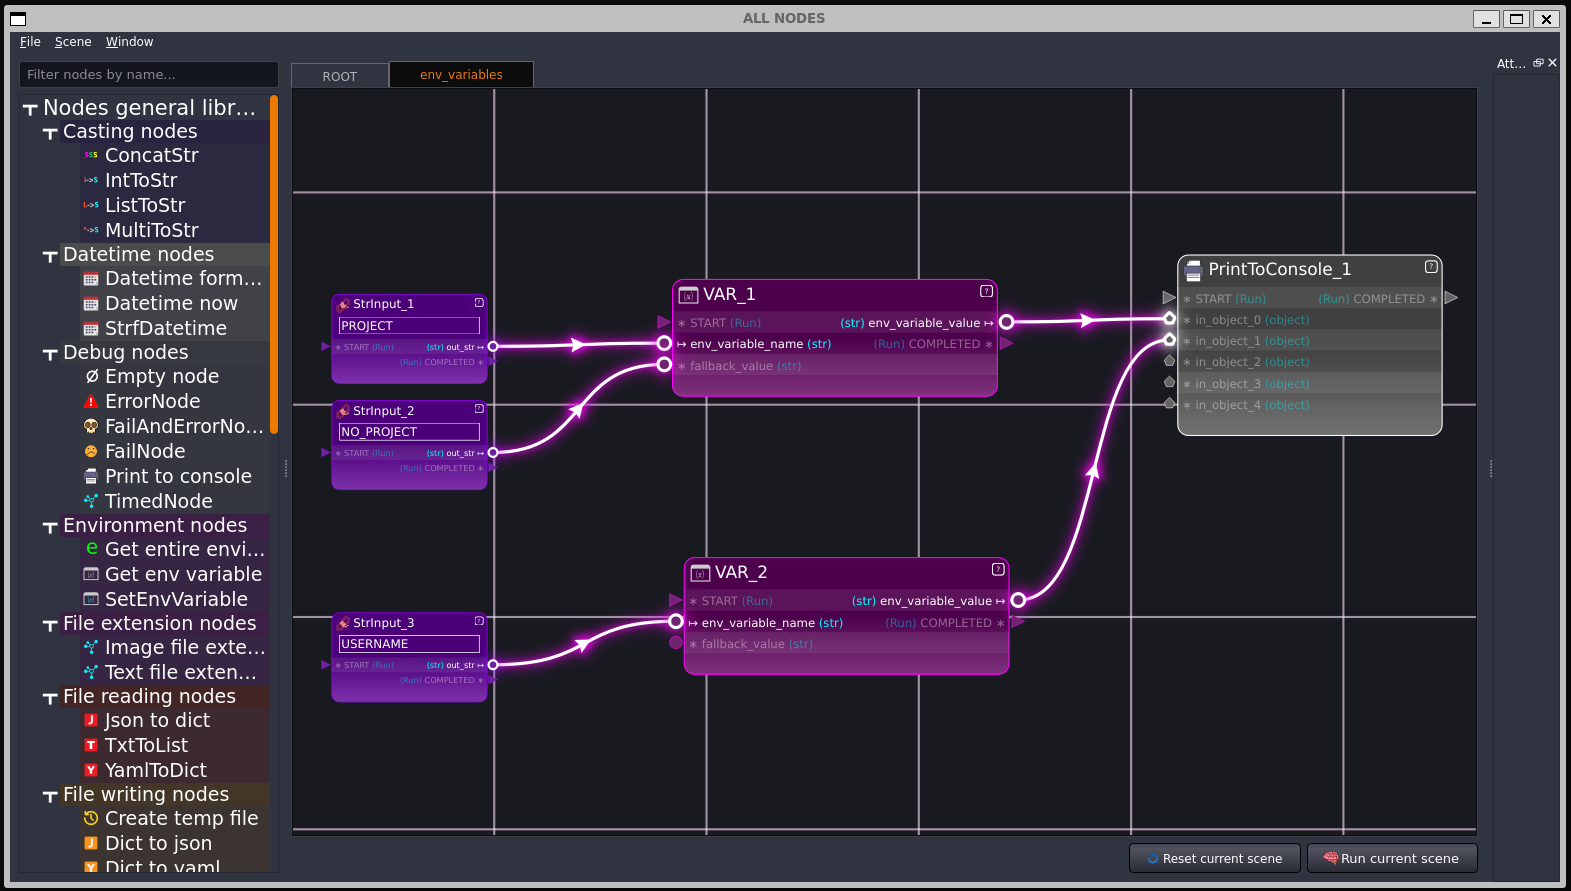 ALL NODES
File Scene Window
Filter nodes by name...
ROOT
env_variables
Att...
Nodes general libr...
Casting nodes
ConcatStr
IntToStr
ListToStr
MultiToStr
Datetime nodes
Datetime form...
Datetime now
StrfDatetime
Debug nodes
Empty node
ErrorNode
FailAndErrorNo...
FailNode
Print to console
TimedNode
Environment nodes
Get entire envi...
Get env variable
SetEnvVariable
File extension nodes
Image file exte...
Text file exten...
File reading nodes
Json to dict
TxtToList
YamlToDict
File writing nodes
Create temp file
Dict to json
Dict to yaml
StrInput_1
PROJECT
∗ START (Run) (str) out_str ↦
(Run) COMPLETED ∗
StrInput_2
NO_PROJECT
∗ START (Run) (str) out_str ↦
(Run) COMPLETED ∗
StrInput_3
USERNAME
∗ START (Run) (str) out_str ↦
(Run) COMPLETED ∗
VAR_1
∗ START (Run) (str) env_variable_value ↦
↦ env_variable_name (str) (Run) COMPLETED ∗
∗ fallback_value (str)
VAR_2
∗ START (Run) (str) env_variable_value ↦
↦ env_variable_name (str) (Run) COMPLETED ∗
∗ fallback_value (str)
PrintToConsole_1
∗ START (Run) (Run) COMPLETED ∗
∗ in_object_0 (object)
∗ in_object_1 (object)
∗ in_object_2 (object)
∗ in_object_3 (object)
∗ in_object_4 (object)
Reset current scene
Run current scene